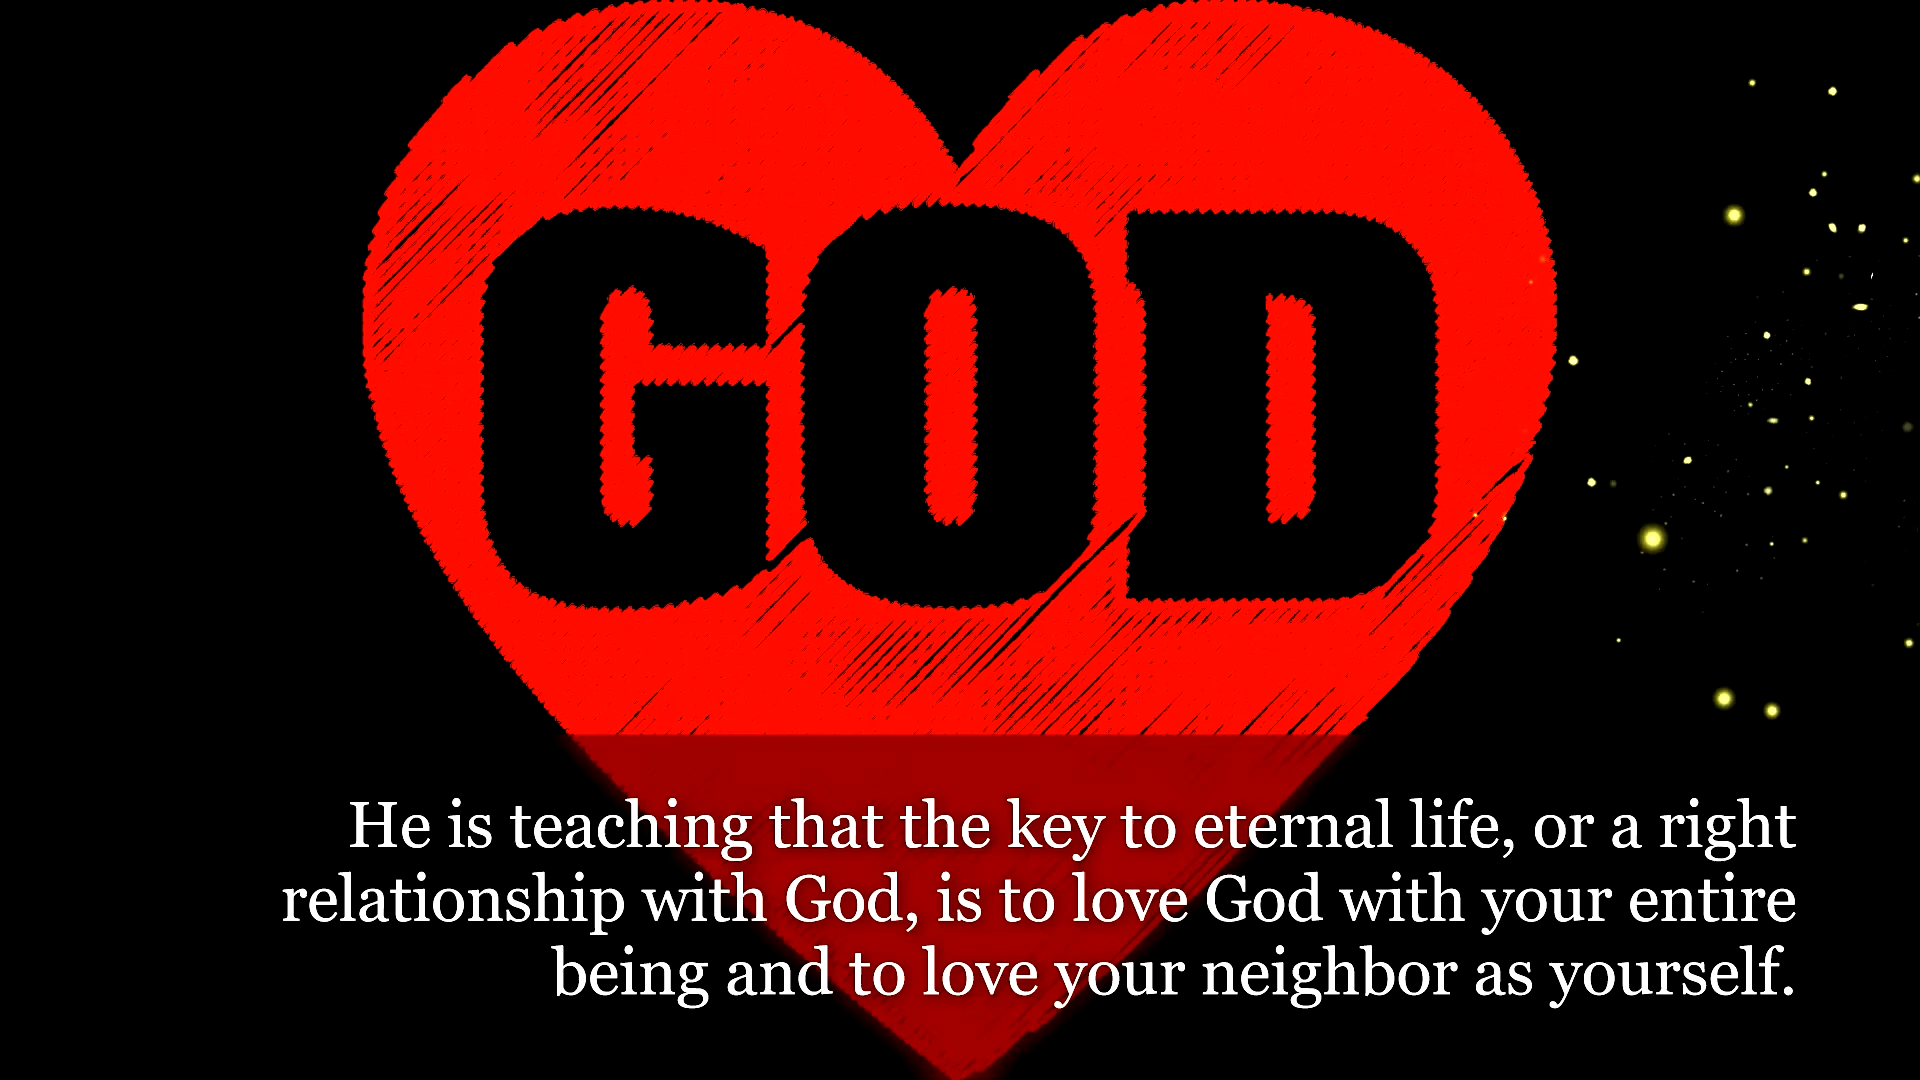 GOD
He is teaching that the key to eternal life, or a right
relationship with God, is to love God with your entire
being and to love your neighbor as yourself.